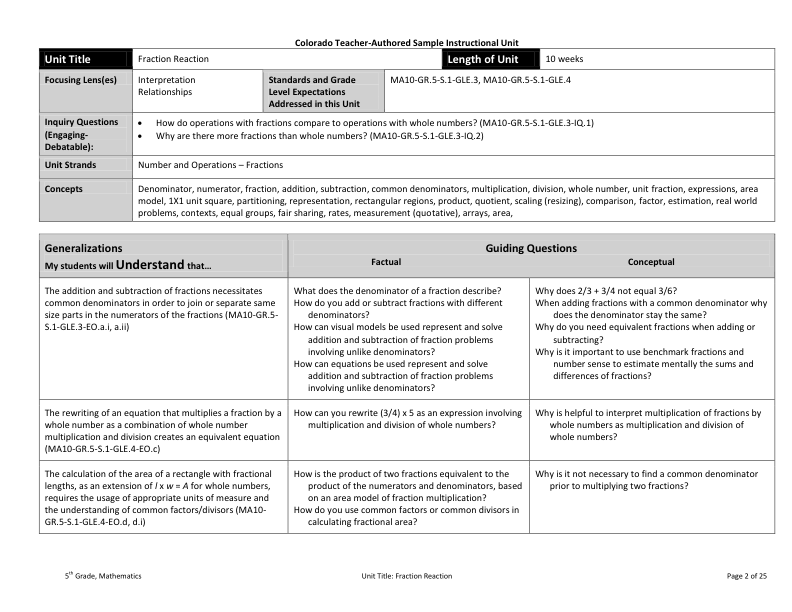 Colorado Teacher-Authored Sample Instructional Unit
Unit Title
Fraction Reaction
Length of Unit
10 weeks
Focusing Lens(es)
Interpretation
Relationships
Standards and Grade
Level Expectations
Addressed in this Unit
MA10-GR.5-S.1-GLE.3, MA10-GR.5-S.1-GLE.4
Inquiry Questions
(Engaging-
Debatable):
• How do operations with fractions compare to operations with whole numbers? (MA10-GR.5-S.1-GLE.3-IQ.1)
• Why are there more fractions than whole numbers? (MA10-GR.5-S.1-GLE.3-IQ.2)
Unit Strands
Number and Operations – Fractions
Concepts
Denominator, numerator, fraction, addition, subtraction, common denominators, multiplication, division, whole number, unit fraction, expressions, area
model, 1X1 unit square, partitioning, representation, rectangular regions, product, quotient, scaling (resizing), comparison, factor, estimation, real world
problems, contexts, equal groups, fair sharing, rates, measurement (quotative), arrays, area,
Generalizations
My students will Understand that…
Guiding Questions
Factual
Conceptual
The addition and subtraction of fractions necessitates
common denominators in order to join or separate same
size parts in the numerators of the fractions (MA10-GR.5-
S.1-GLE.3-EO.a.i, a.ii)
What does the denominator of a fraction describe?
How do you add or subtract fractions with different
denominators?
How can visual models be used represent and solve
addition and subtraction of fraction problems
involving unlike denominators?
How can equations be used represent and solve
addition and subtraction of fraction problems
involving unlike denominators?
Why does 2/3 + 3/4 not equal 3/6?
When adding fractions with a common denominator why
does the denominator stay the same?
Why do you need equivalent fractions when adding or
subtracting?
Why is it important to use benchmark fractions and
number sense to estimate mentally the sums and
differences of fractions?
The rewriting of an equation that multiplies a fraction by a
whole number as a combination of whole number
multiplication and division creates an equivalent equation
(MA10-GR.5-S.1-GLE.4-EO.c)
How can you rewrite (3/4) x 5 as an expression involving
multiplication and division of whole numbers?
Why is helpful to interpret multiplication of fractions by
whole numbers as multiplication and division of
whole numbers?
The calculation of the area of a rectangle with fractional
lengths, as an extension of l x w = A for whole numbers,
requires the usage of appropriate units of measure and
the understanding of common factors/divisors (MA10-
GR.5-S.1-GLE.4-EO.d, d.i)
How is the product of two fractions equivalent to the
product of the numerators and denominators, based
on an area model of fraction multiplication?
How do you use common factors or common divisors in
calculating fractional area?
Why is it not necessary to find a common denominator
prior to multiplying two fractions?
5th Grade, Mathematics
Unit Title: Fraction Reaction
Page 2 of 25